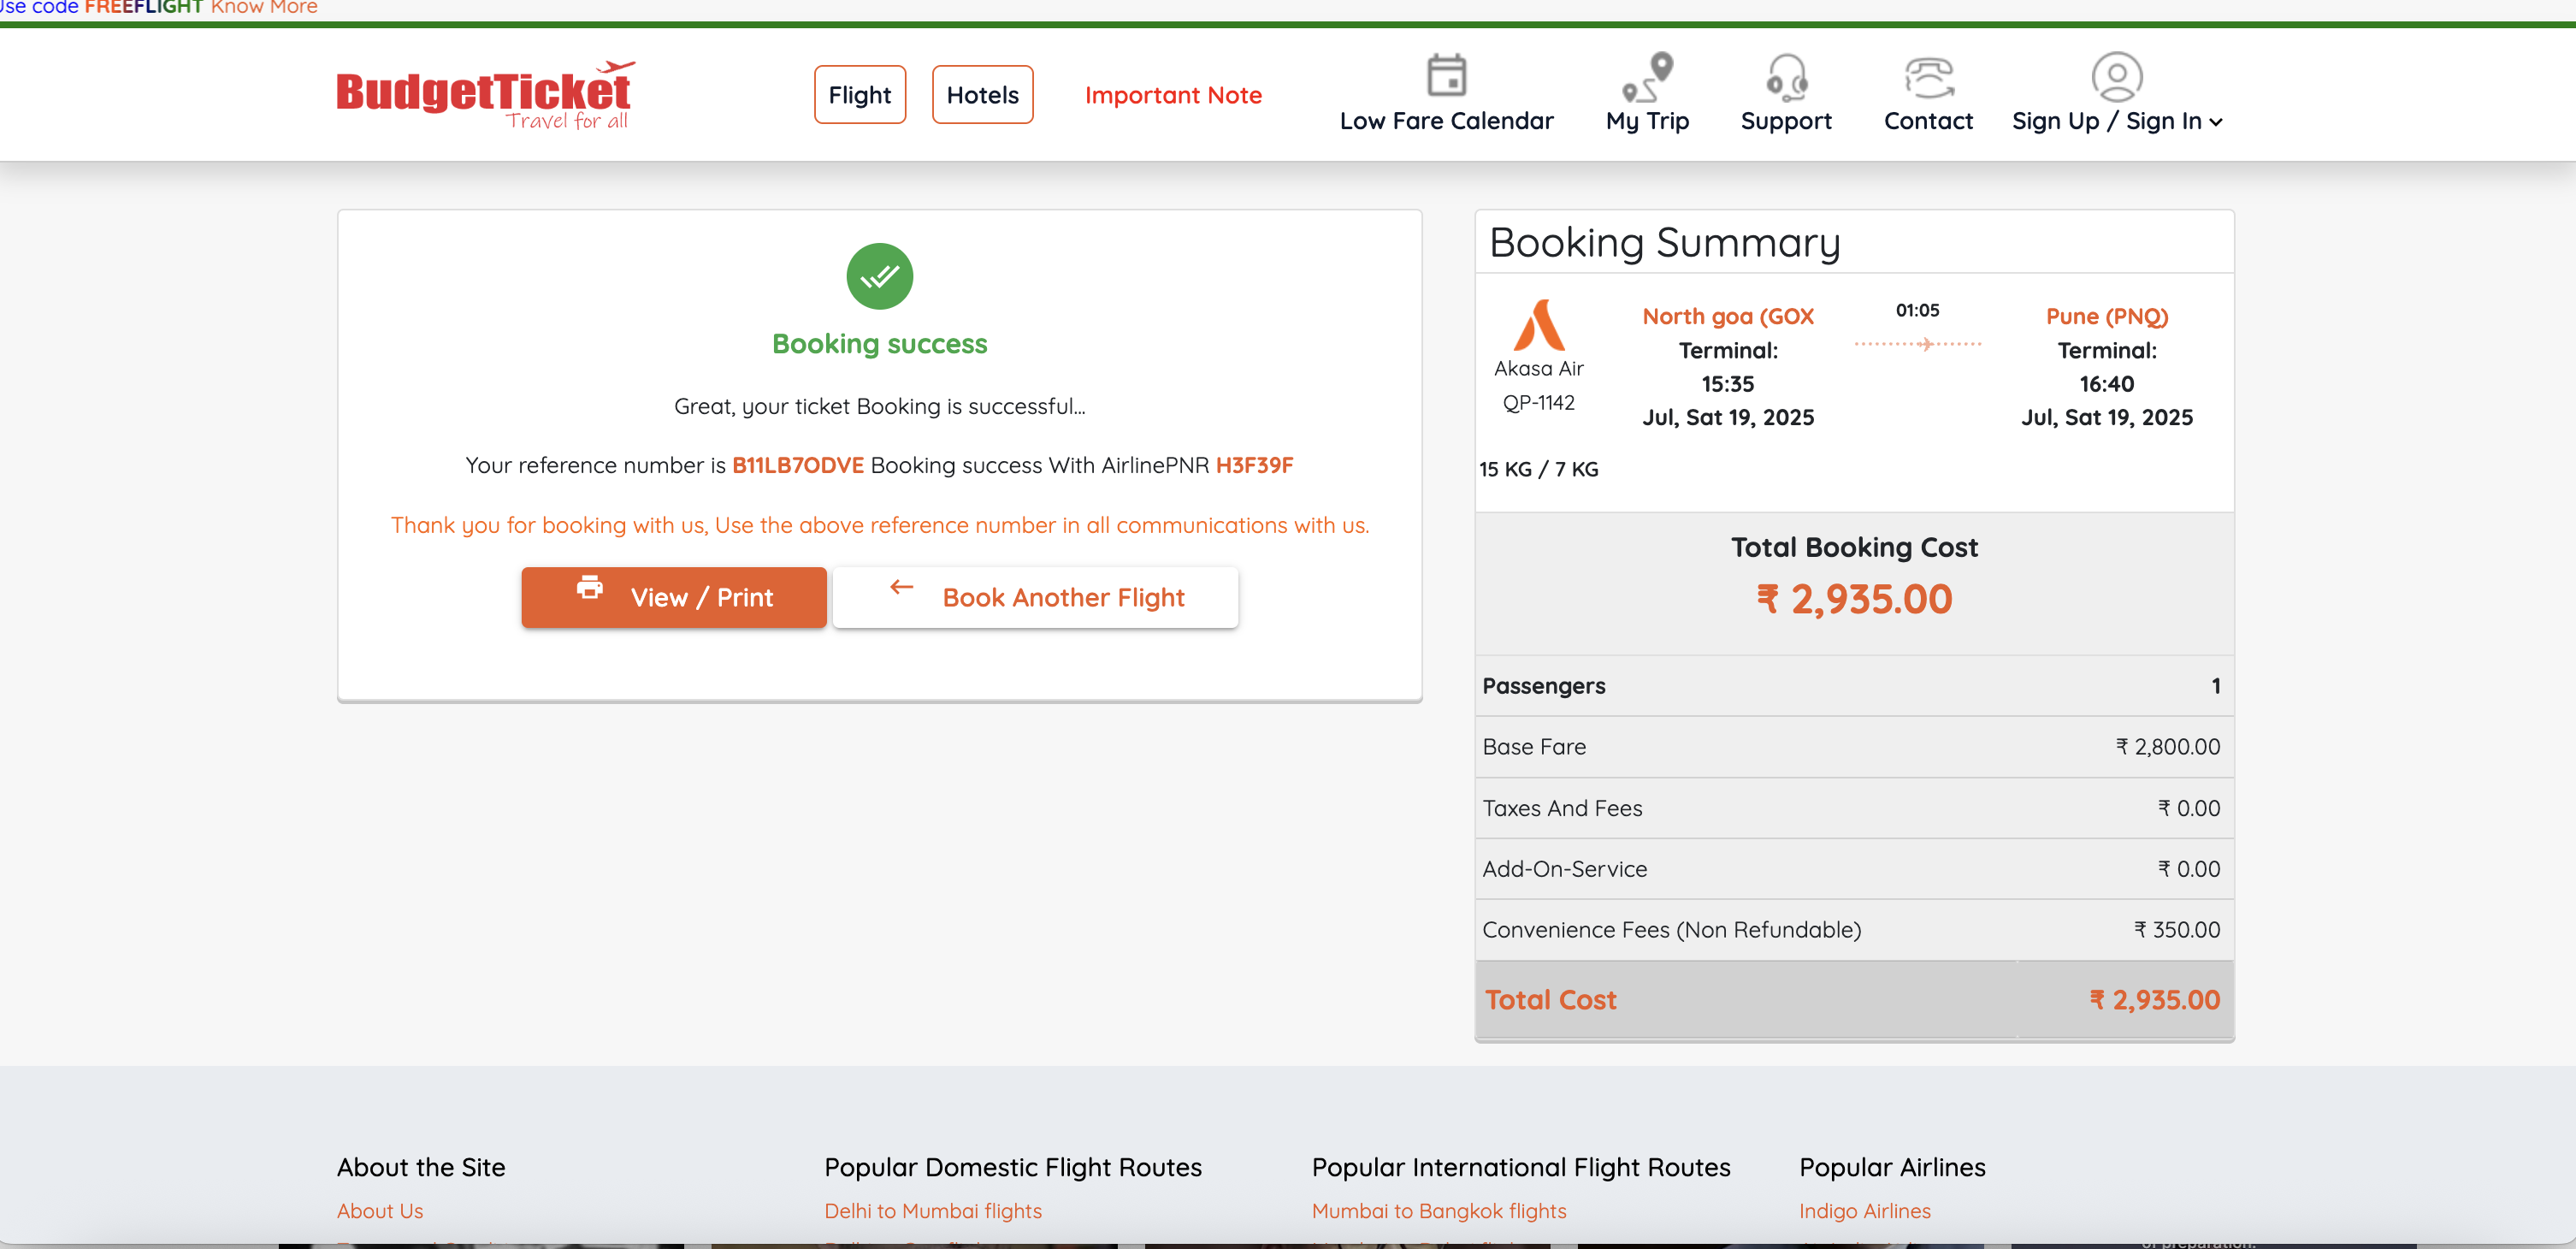 Use code FREEFLIGHT Know More
BudgetTicket
Travel for all
Flight
Hotels
Important Note
Low Fare Calendar
My Trip
Support
Contact
Sign Up / Sign In
Booking success
Great, your ticket Booking is successful...
Your reference number is B11LB7ODVE Booking success With AirlinePNR H3F39F
Thank you for booking with us, Use the above reference number in all communications with us.
View / Print
Book Another Flight
Booking Summary
Akasa Air
QP-1142
North goa (GOX
Terminal:
15:35
Jul, Sat 19, 2025
01:05
Pune (PNQ)
Terminal:
16:40
Jul, Sat 19, 2025
15 KG / 7 KG
Total Booking Cost
₹ 2,935.00
Passengers 1
Base Fare ₹ 2,800.00
Taxes And Fees ₹ 0.00
Add-On-Service ₹ 0.00
Convenience Fees (Non Refundable) ₹ 350.00
Total Cost ₹ 2,935.00
About the Site
About Us
Popular Domestic Flight Routes
Delhi to Mumbai flights
Popular International Flight Routes
Mumbai to Bangkok flights
Popular Airlines
Indigo Airlines
of preparation.